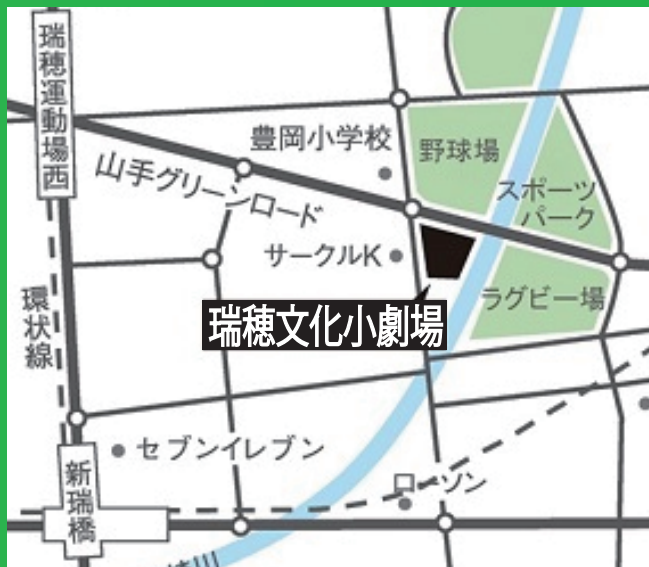 瑞穂運動場西
豊岡小学校
野球場
山手グリーンロード
スポーツ
パーク
サークルK
ラグビー場
環状線
瑞穂文化小劇場
セブンイレブン
新瑞橋
ローソン